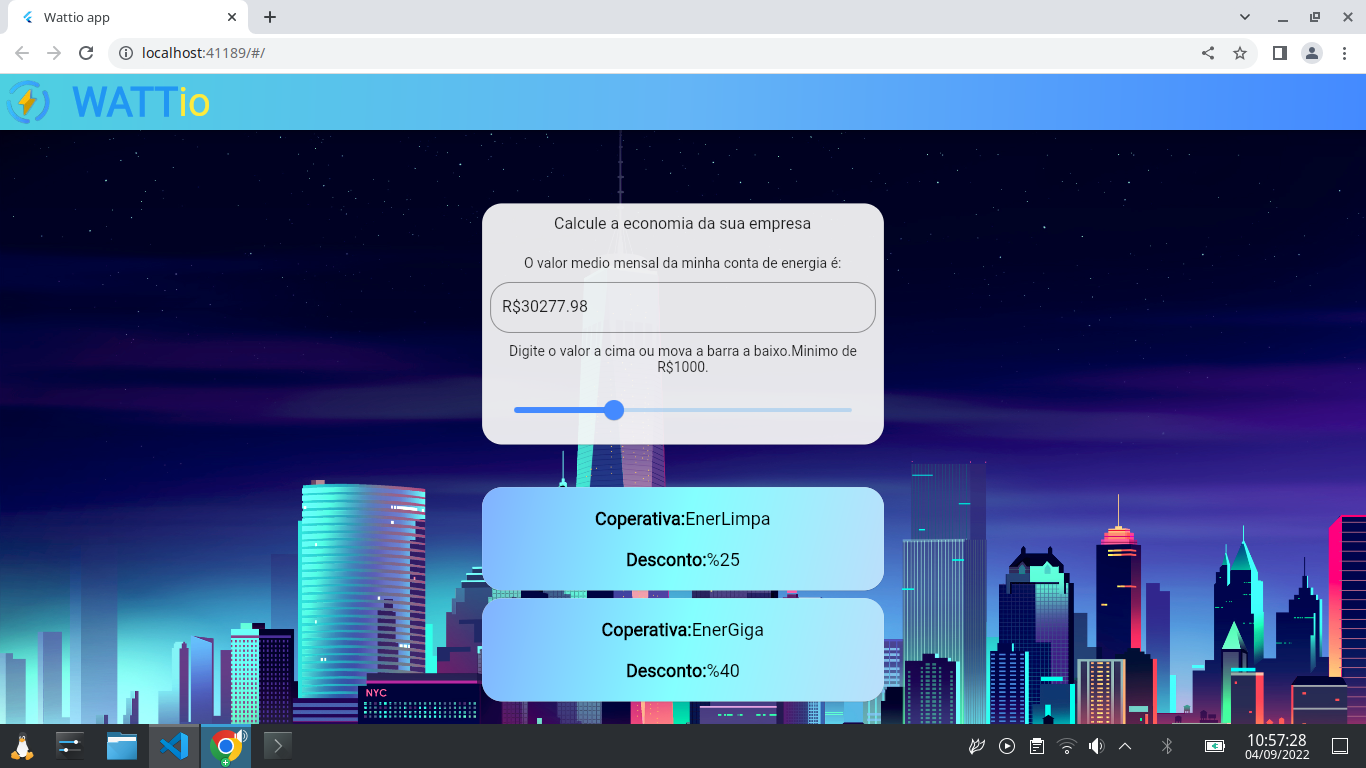 Wattio app
localhost:41189/#/
WATTio
Calcule a economia da sua empresa
O valor medio mensal da minha conta de energia é:
R$30277.98
Digite o valor a cima ou mova a barra a baixo.Minimo de
R$1000.
Coperativa:EnerLimpa
Desconto:%25
Coperativa:EnerGiga
Desconto:%40
NYC
10:57:28
04/09/2022